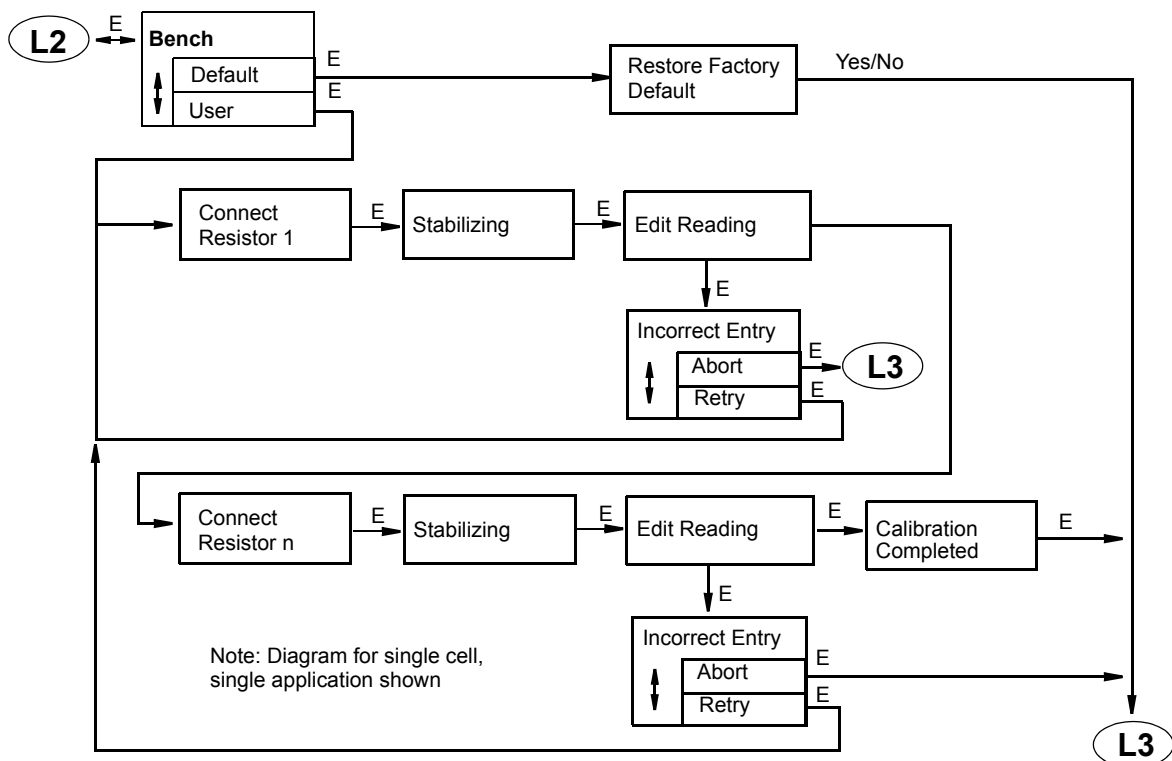 L2
E
Bench
Default
E
User
E
Restore Factory
Default
Yes/No
Connect
Resistor 1
E
Stabilizing
E
Edit Reading
E
Incorrect Entry
Abort
E
L3
Retry
E
Connect
Resistor n
E
Stabilizing
E
Edit Reading
E
Calibration
Completed
E
E
Incorrect Entry
Abort
E
Retry
E
Note: Diagram for single cell,
single application shown
L3